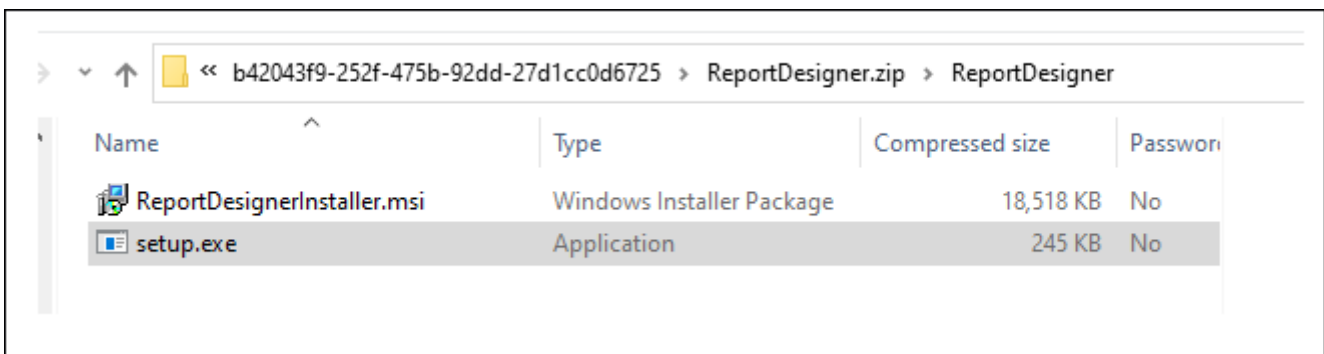 « b42043f9-252f-475b-92dd-27d1cc0d6725 > ReportDesigner.zip > ReportDesigner
Name Type Compressed size Password
ReportDesignerInstaller.msi Windows Installer Package 18,518 KB No
setup.exe Application 245 KB No